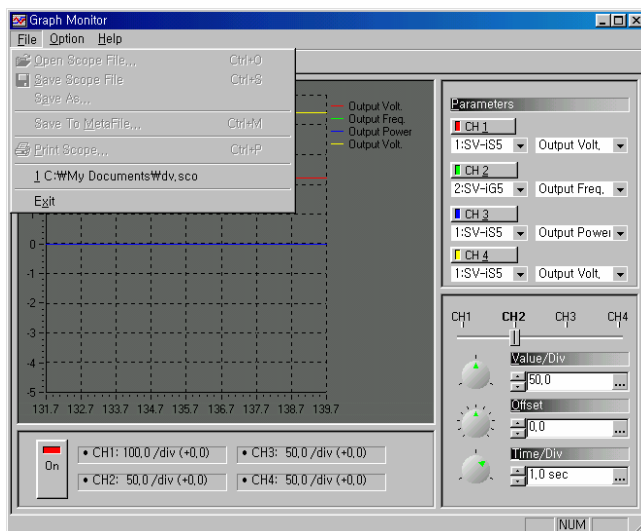 Graph Monitor
File Option Help
Open Scope File... Ctrl+O
Save Scope File Ctrl+S
Save As...
Save To MetaFile... Ctrl+M
Print Scope... Ctrl+P
1 C:₩My Documents₩dv,sco
Exit
Output Volt.
Output Freq.
Output Power
Output Volt.
1
0
-1
-2
-3
-4
-5
131.7 132.7 133.7 134.7 135.7 136.7 137.7 138.7 139.7
Parameters
CH 1
1:SV-iS5 Output Volt,
CH 2
2:SV-iG5 Output Freq,
CH 3
1:SV-iS5 Output Power
CH 4
1:SV-iS5 Output Volt,
CH1 CH2 CH3 CH4
Value/Div
50,0 ...
Offset
0,0 ...
Time/Div
1,0 sec ...
On
• CH1: 100,0 /div (+0,0) • CH3: 50,0 /div (+0,0)
• CH2: 50,0 /div (+0,0) • CH4: 50,0 /div (+0,0)
NUM